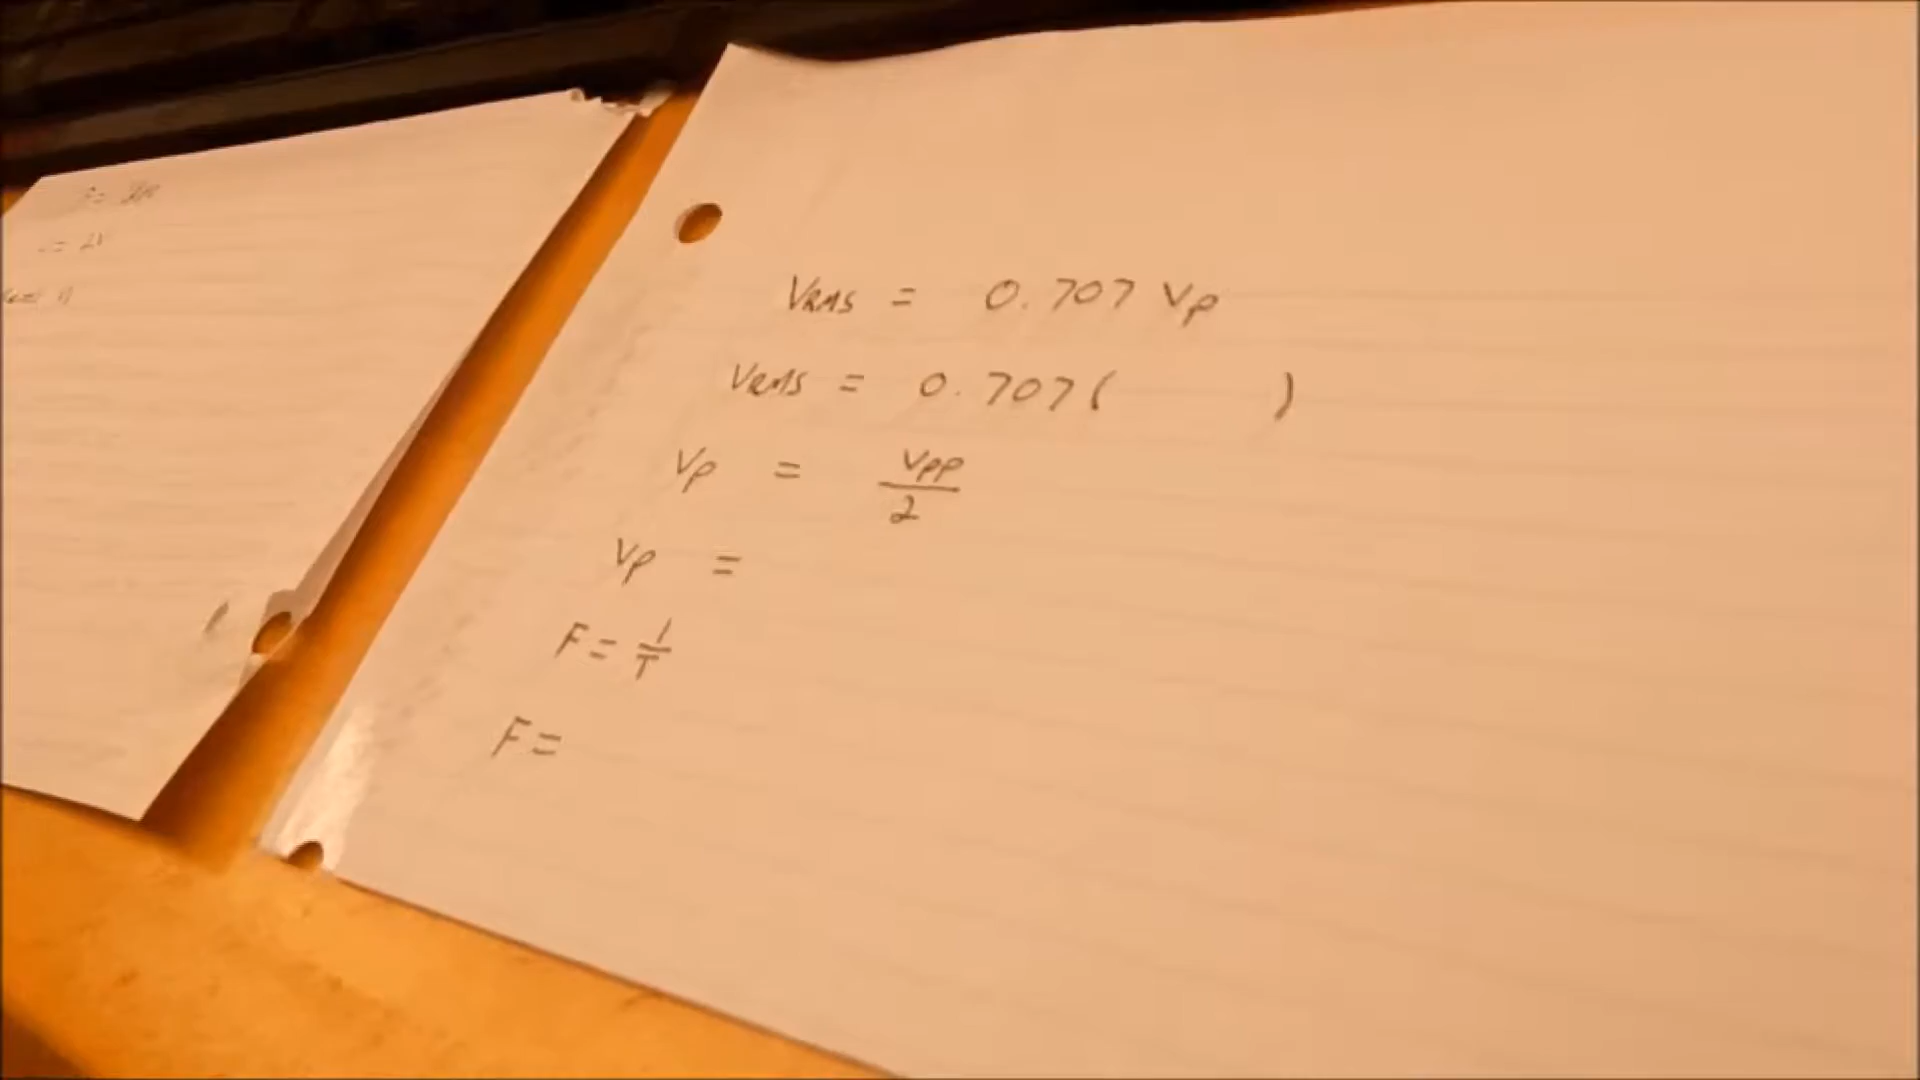 VRMS = 0.707 Vp
VRMS = 0.707 ( )
Vp = Vpp/2
Vp =
F = 1/T
F =